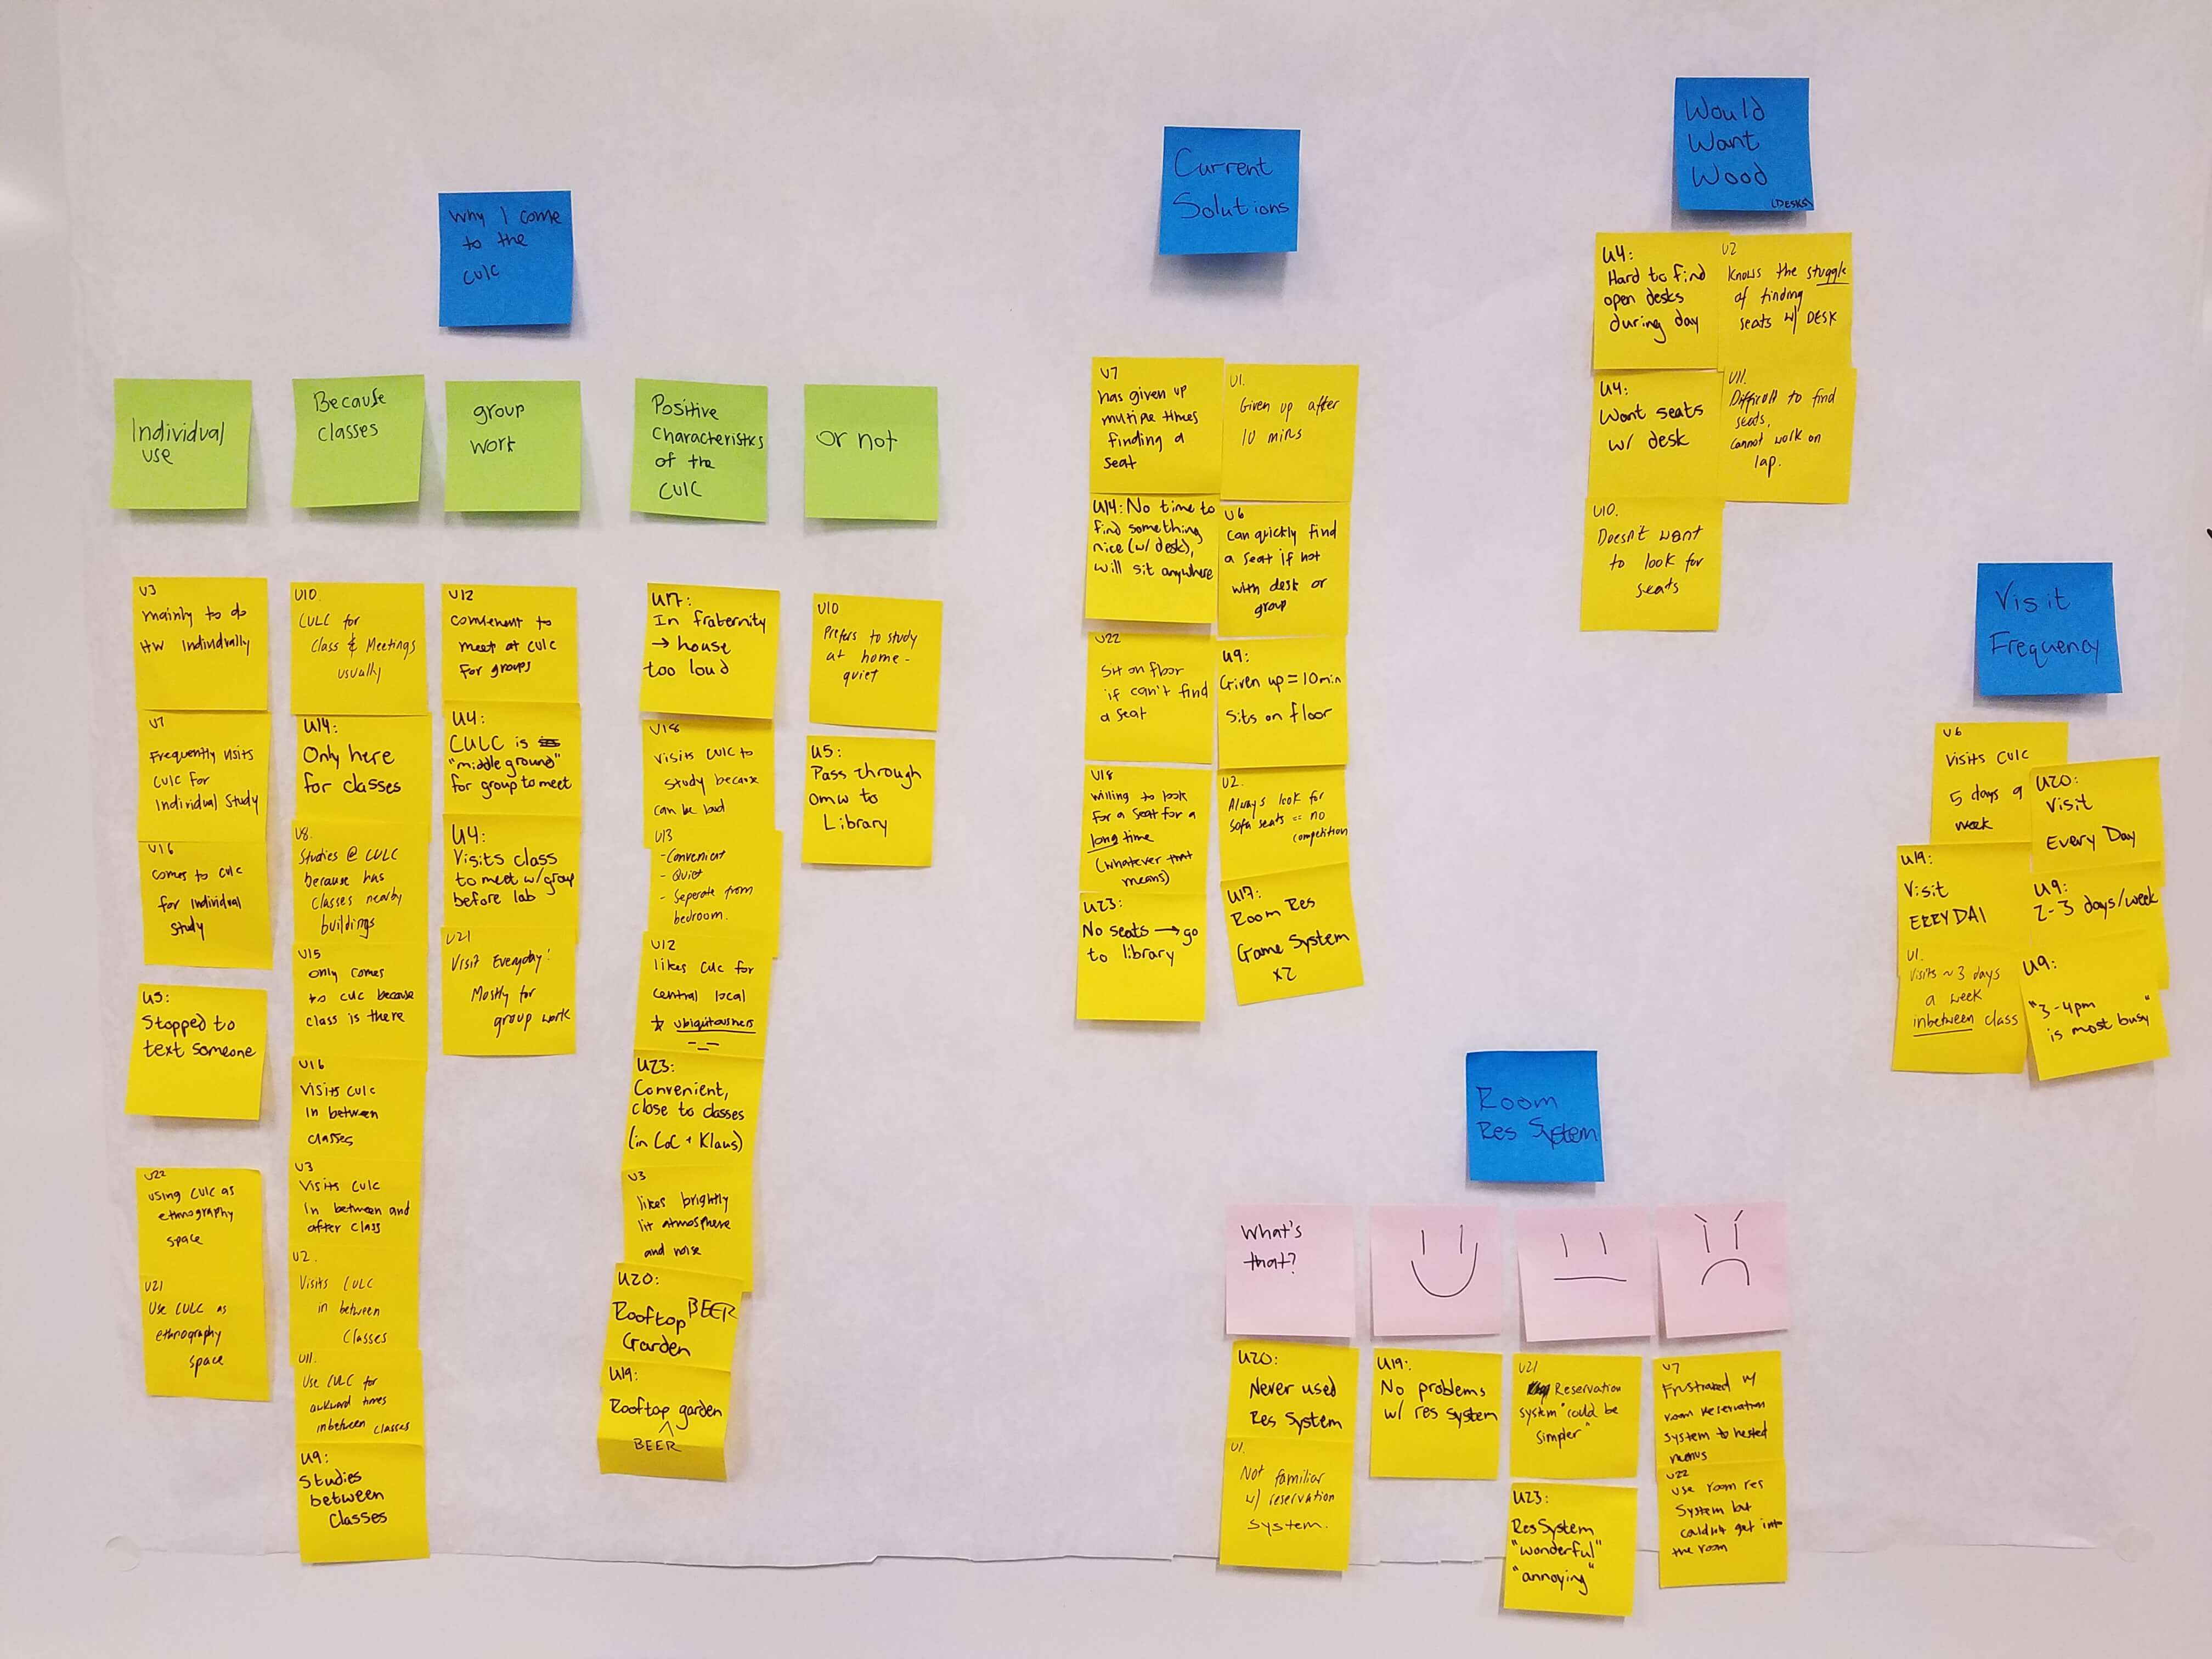 Why I come
to the
CULC
Individual
use
U3
mainly to do
HW Indivdually
U7
Frequently visits
CULC for
Individual Study
U16
comes to culc
for individual
study
U5:
Stopped to
text someone
U22
using culc as
ethnography
space
U21
Use CULC as
ethnography
space
Because
classes
U10.
CULC for
Class & Meetings
usually
U14:
Only here
for classes
U8.
Studies @ CULC
because has
classes nearby
buildings
U15
only comes
to culc because
class is there
U16
Visits culc
in between
classes
U3
Visits culc
in between and
after class
U2.
Visits CULC
in between
Classes
U11.
Use CULC for
awkward times
inbetween classes
U9:
Studies
between
Classes
group
work
U12
convenent to
meet at culc
for groups
U4:
CULC is
"middle ground"
for group to meet
U4:
Visits class
to meet w/group
before lab
U21
Visit Everyday!
Mostly for
group work
Positive
Characteristics
of the
CULC
U17:
In fraternity
→ house
too loud
U18
visits culc to
study because
can be loud
U13
- Convenient
- Quiet
- Seperate from
bedroom.
U12
likes culc for
central local
ubiquitousners
U23:
Convenient,
close to classes
(in CoC + Klaus)
U3
likes brightly
lit atmosphere
and noise
U20:
Rooftop BEER
Garden
U19:
Rooftop garden
BEER
or not
U10
Prefers to study
at home -
quiet
U5:
Pass through
omw to
Library
Current
Solutions
U7
has given up
multiple times
finding a
seat
U14: No time to
find something
nice (w/ desk),
will sit anywhere
U22
Sit on floor
if can't find
a seat
U18
willing to look
for a seat for a
long time
(whatever that
means)
U23:
No seats → go
to library
U1.
Given up after
10 mins
U6
can quickly find
a seat if not
with desk or
group
U9:
Given up = 10min
Sits on floor
U2.
Always look for
sofa seats == no
competition
U17:
Room Res
Game System
x2
Would
Want
Wood
(DESKS)
U4:
Hard to find
open desks
during day
U2
Knows the stuggle
of finding
seats w/ DESK
U4:
Want seats
w/ desk
U11.
Difficult to find
seats,
cannot work on
lap.
U10.
Doesn't want
to look for
seats
Visit
Frequency
U6
visits culc
5 days a
week
U20:
Visit
Every Day
U19:
Visit
ERRYDAI
U9:
2-3 days/week
U1.
Visits ~ 3 days
a week
inbetween class
U9:
"3-4pm
is most busy"
Room
Res System
What's
that?
U20:
Never used
Res System
U1.
Not familiar
w/ reservation
system.
U19:
No problems
w/ res system
U21
Reservation
system "could be
simpler"
U23:
Res System
"wonderful"
"annoying"
U7
Frustrated w/
room reservation
system to nested
menus
U22
use room res
system but
couldn't get into
the room